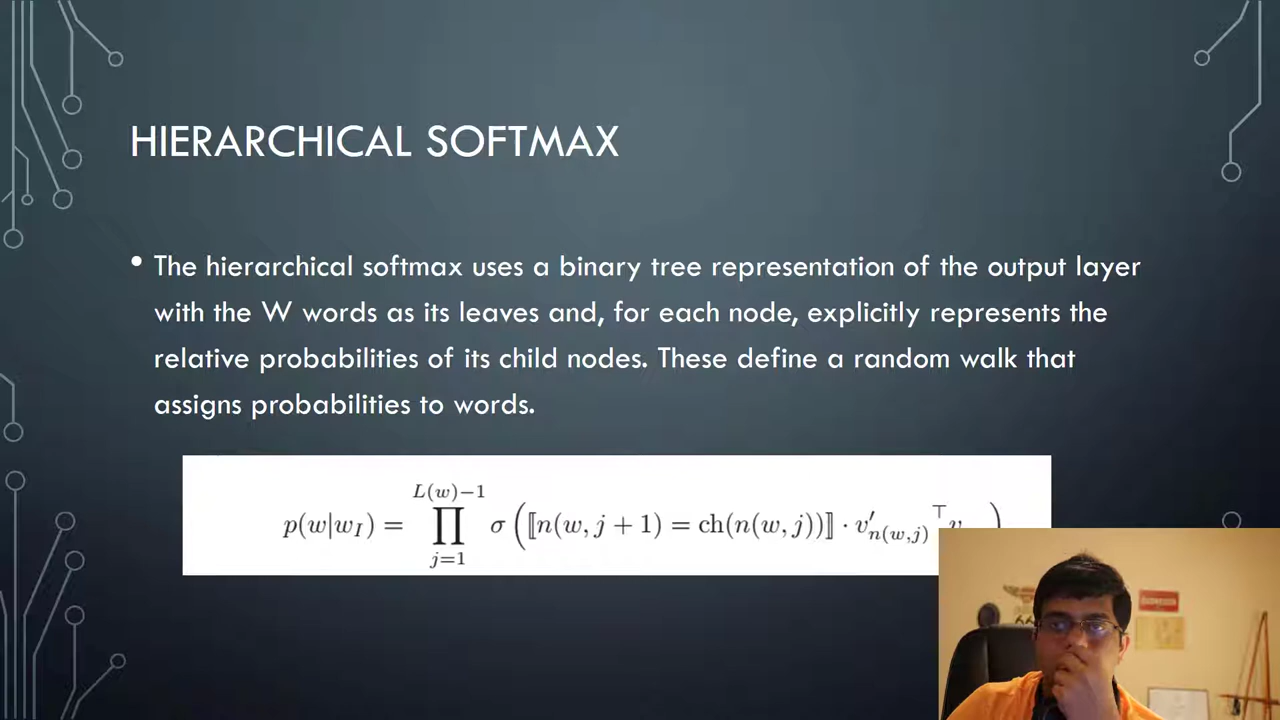 HIERARCHICAL SOFTMAX
• The hierarchical softmax uses a binary tree representation of the output layer
with the W words as its leaves and, for each node, explicitly represents the
relative probabilities of its child nodes. These define a random walk that
assigns probabilities to words.
p(w|w_I) = ∏_{j=1}^{L(w)−1} σ(⟦n(w, j + 1) = ch(n(w, j))⟧ · v′_{n(w,j)}^⊤ v )